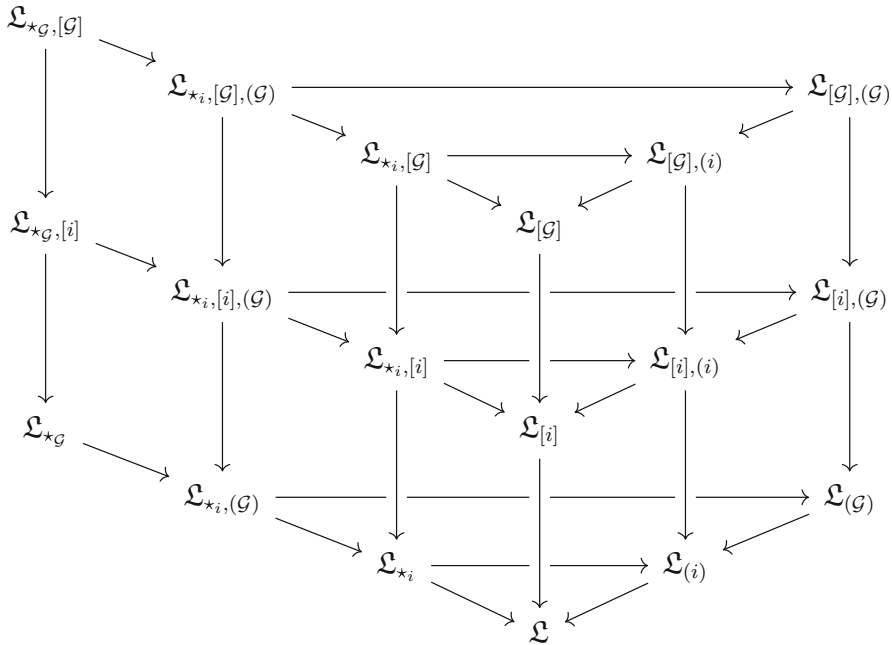 𝔏_{⋆_𝒢,[𝒢]}
𝔏_{⋆_i,[𝒢],(𝒢)} 𝔏_{[𝒢],(𝒢)}
𝔏_{⋆_i,[𝒢]} 𝔏_{[𝒢],(i)}
𝔏_{⋆_𝒢,[i]} 𝔏_{[𝒢]}
𝔏_{⋆_i,[i],(𝒢)} 𝔏_{[i],(𝒢)}
𝔏_{⋆_i,[i]} 𝔏_{[i],(i)}
𝔏_{⋆_𝒢} 𝔏_{[i]}
𝔏_{⋆_i,(𝒢)} 𝔏_{(𝒢)}
𝔏_{⋆_i} 𝔏_{(i)}
𝔏